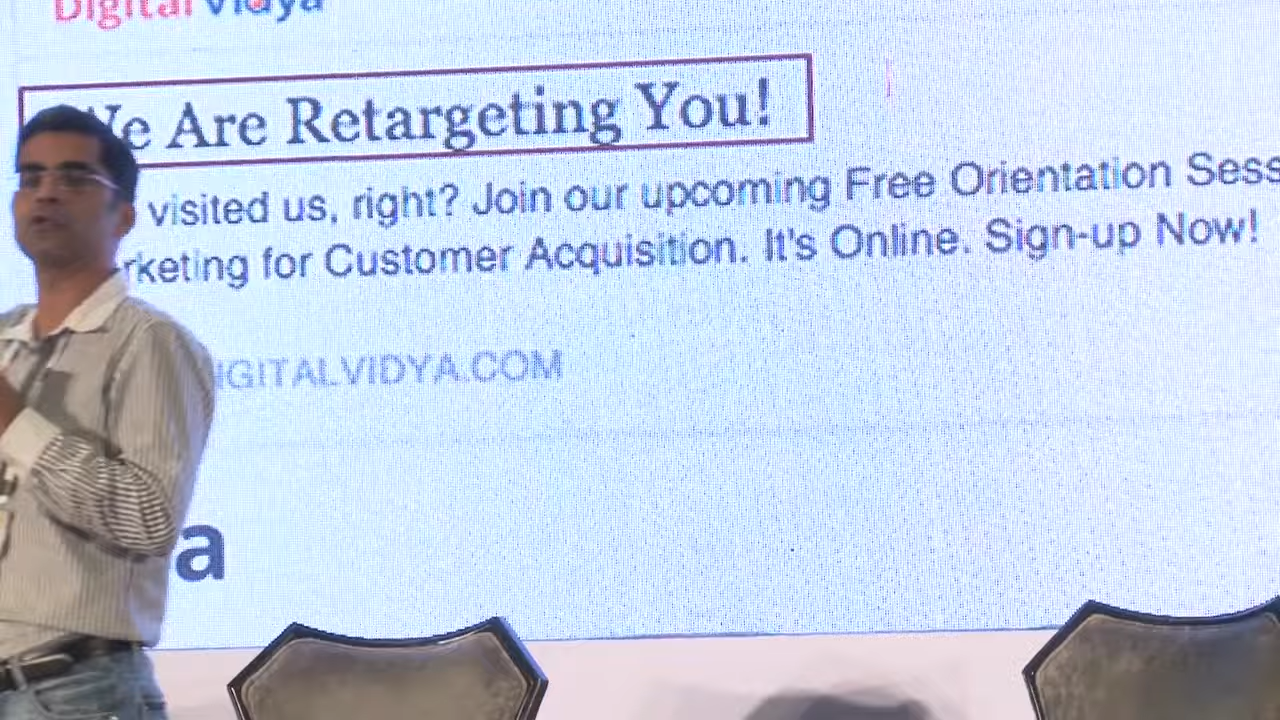 Digital Vidya
We Are Retargeting You!
visited us, right? Join our upcoming Free Orientation Sess
rketing for Customer Acquisition. It's Online. Sign-up Now!
IGITALVIDYA.COM
a